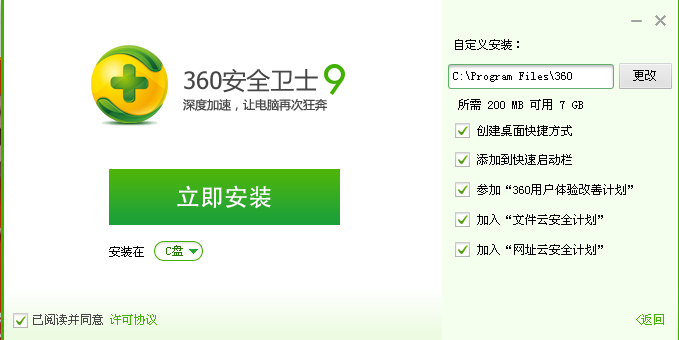 360安全卫士9
深度加速，让电脑再次狂奔
立即安装
安装在 C盘
已阅读并同意 许可协议
自定义安装：
C:\Program Files\360 更改
所需 200 MB 可用 7 GB
创建桌面快捷方式
添加到快速启动栏
参加“360用户体验改善计划”
加入“文件云安全计划”
加入“网址云安全计划”
返回